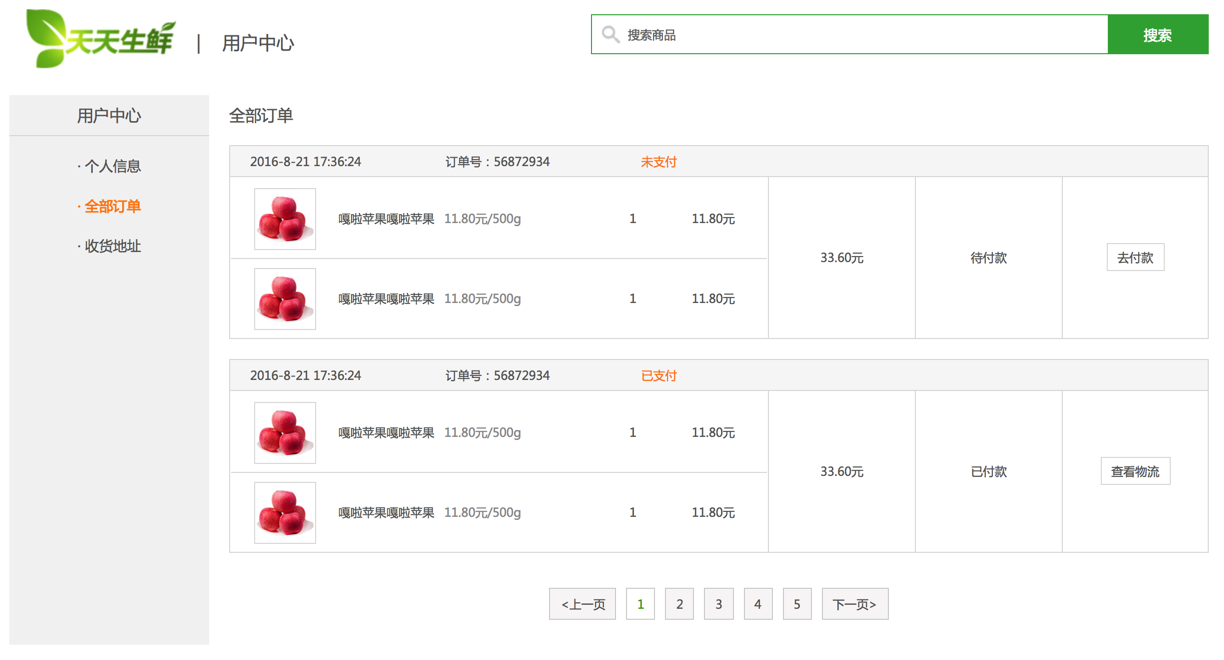 天天生鲜 | 用户中心 搜索商品 搜索
用户中心
· 个人信息
· 全部订单
· 收货地址
全部订单
2016-8-21 17:36:24 订单号：56872934 未支付
嘎啦苹果嘎啦苹果 11.80元/500g 1 11.80元
嘎啦苹果嘎啦苹果 11.80元/500g 1 11.80元
33.60元 待付款 去付款
2016-8-21 17:36:24 订单号：56872934 已支付
嘎啦苹果嘎啦苹果 11.80元/500g 1 11.80元
嘎啦苹果嘎啦苹果 11.80元/500g 1 11.80元
33.60元 已付款 查看物流
<上一页 1 2 3 4 5 下一页>